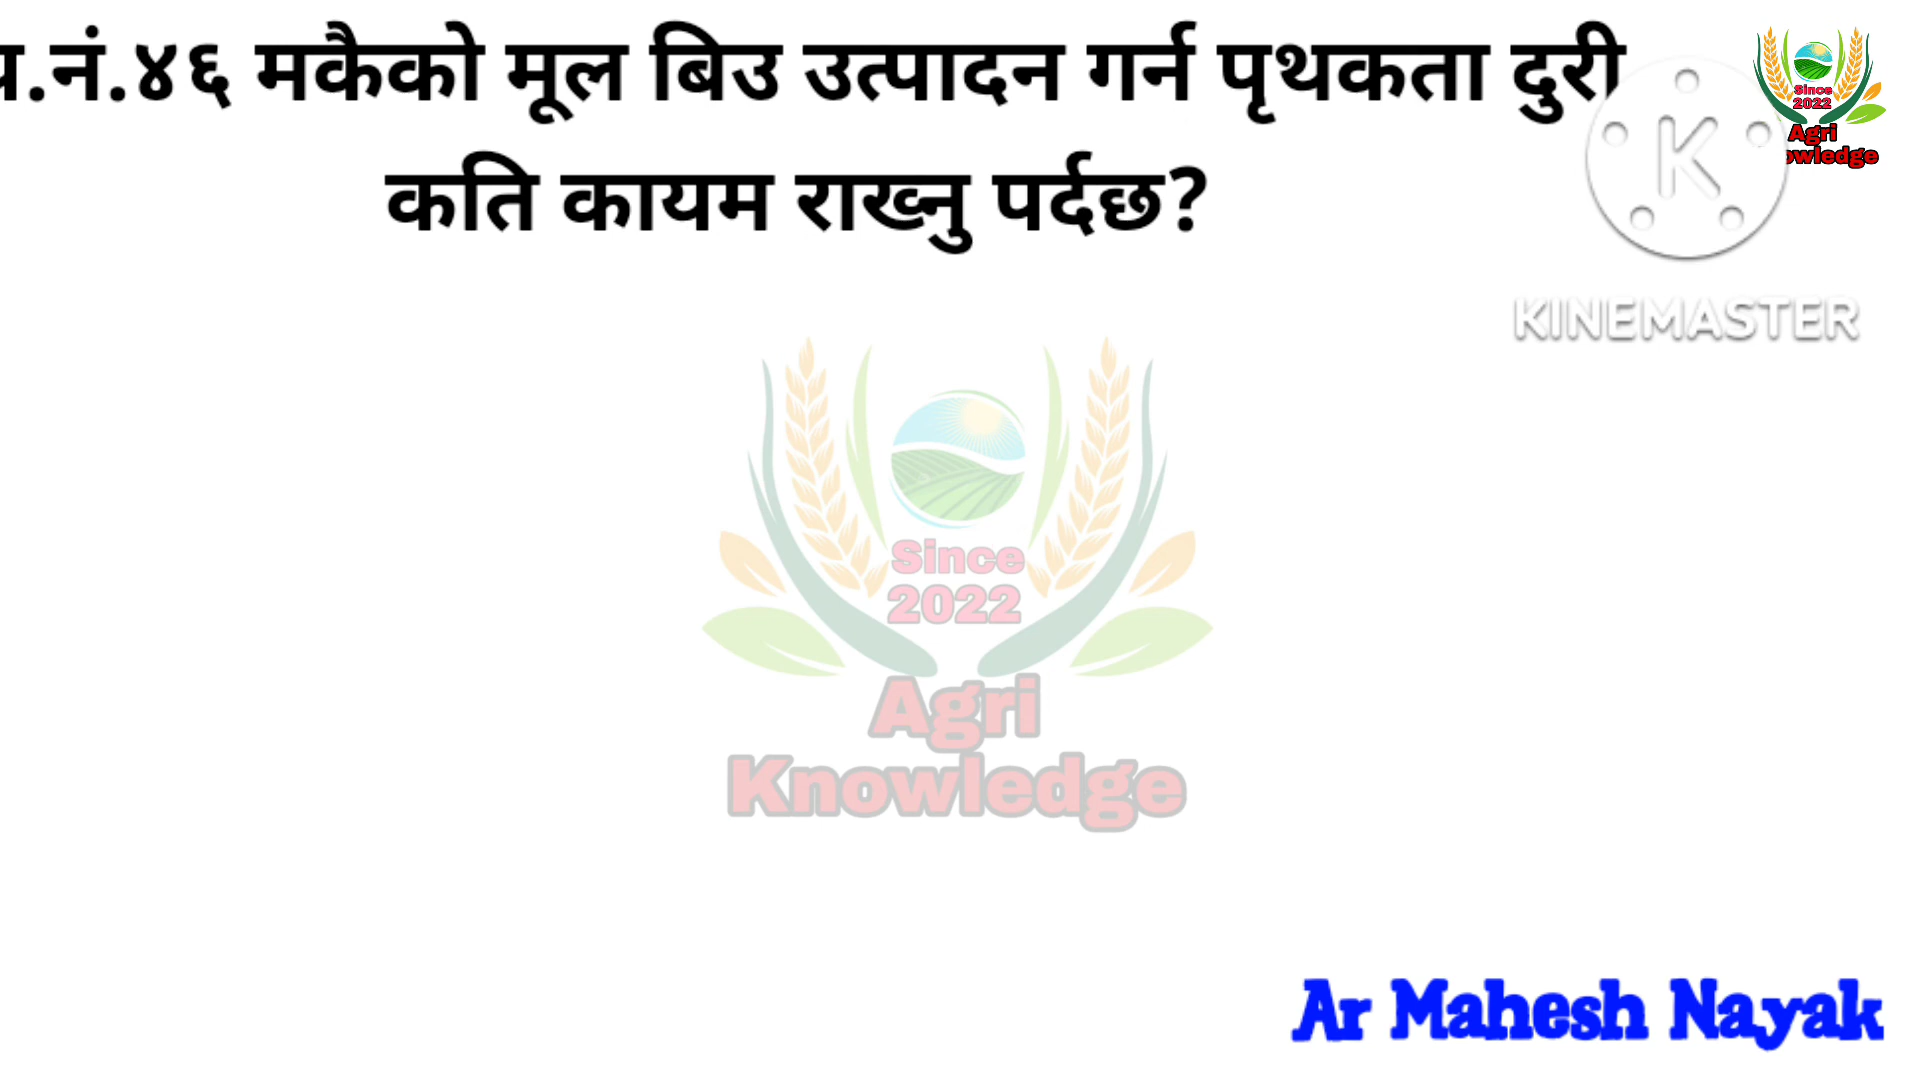 प्र.नं.४६ मकैको मूल बिउ उत्पादन गर्न पृथकता दुरी
कति कायम राख्नु पर्दछ?
Since
2022
Agri
KINEMASTER
Since
2022
Agri
Knowledge
Ar Mahesh Nayak